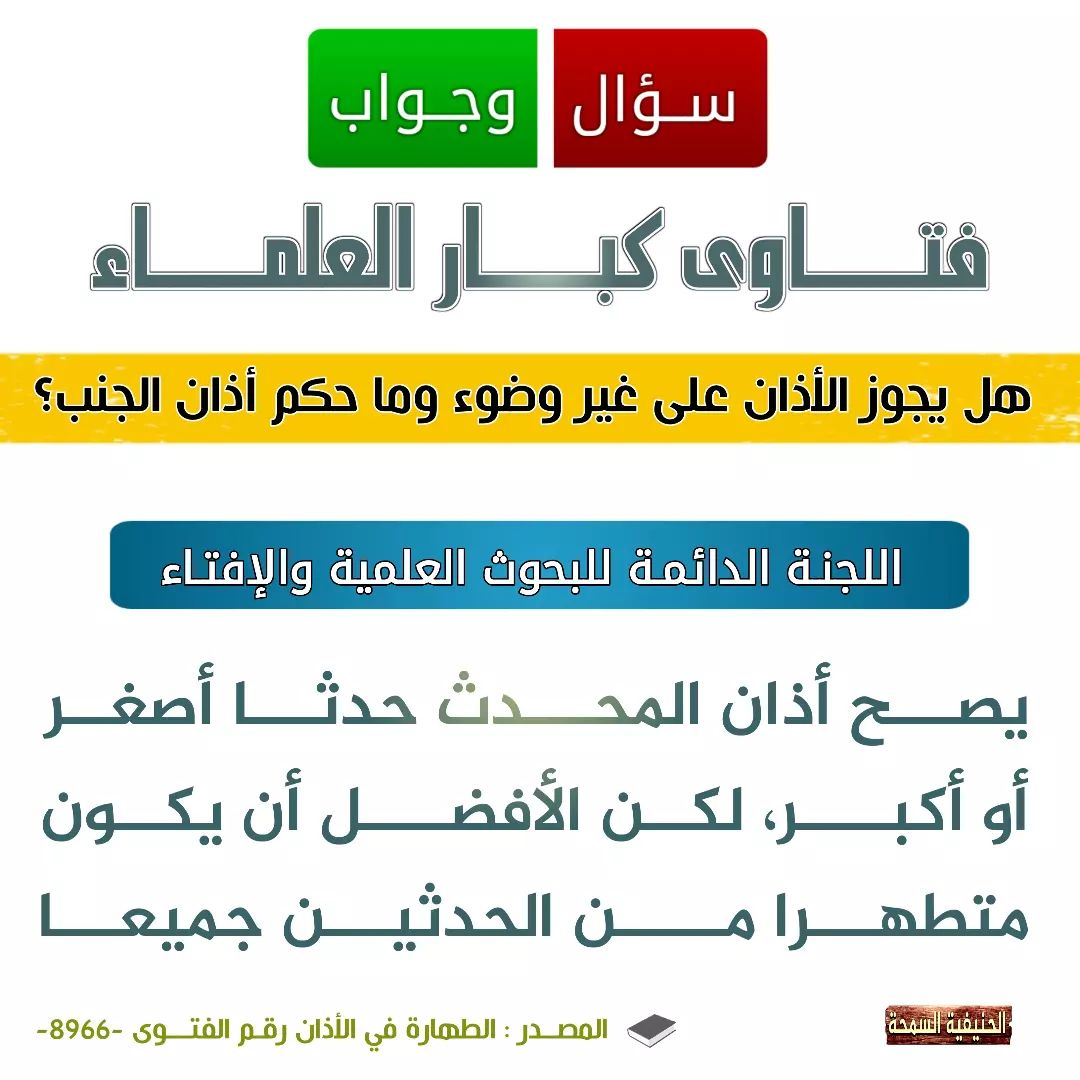 سؤال وجواب
فتاوى كبار العلماء
هل يجوز الأذان على غير وضوء وما حكم أذان الجنب؟
اللجنة الدائمة للبحوث العلمية والإفتاء
يصح أذان المحدث حدثا أصغر
أو أكبر، لكن الأفضل أن يكون
متطهرا من الحدثين جميعا
المصدر : الطهارة في الأذان رقم الفتوى -8966-
الحنيفية السمحة